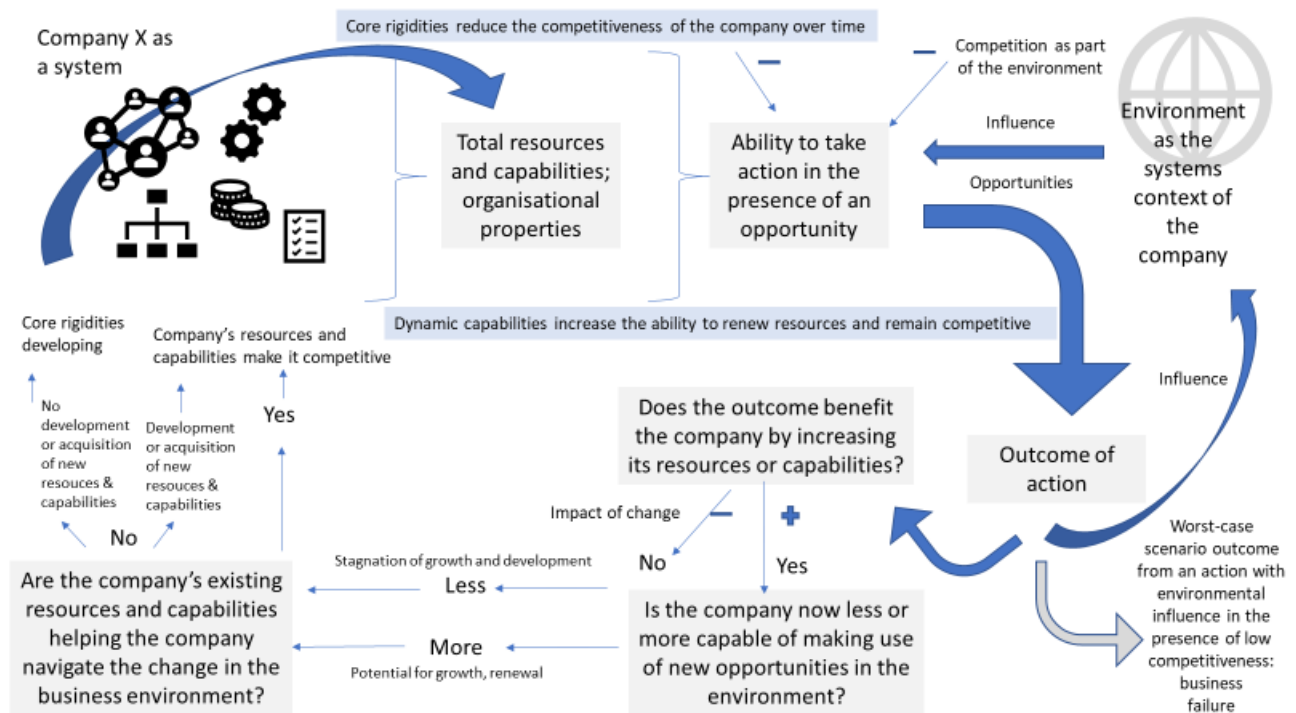 Core rigidities reduce the competitiveness of the company over time
Company X as
a system
Competition as part
of the environment
Total resources
and capabilities;
organisational
properties
Ability to take
action in the
presence of an
opportunity
Influence
Opportunities
Environment
as the
systems
context of
the
company
Dynamic capabilities increase the ability to renew resources and remain competitive
Core rigidities
developing
Company's resources and
capabilities make it competitive
No
development
or acquisition
of new
resouces &
capabilities
Development
or acquisition
of new
resouces &
capabilities
Yes
No
Are the company's existing
resources and capabilities
helping the company
navigate the change in the
business environment?
Does the outcome benefit
the company by increasing
its resources or capabilities?
Impact of change
No
Yes
Stagnation of growth and development
Less
More
Potential for growth, renewal
Is the company now less or
more capable of making use
of new opportunities in the
environment?
Outcome of
action
Influence
Worst-case
scenario outcome
from an action with
environmental
influence in the
presence of low
competitiveness:
business
failure